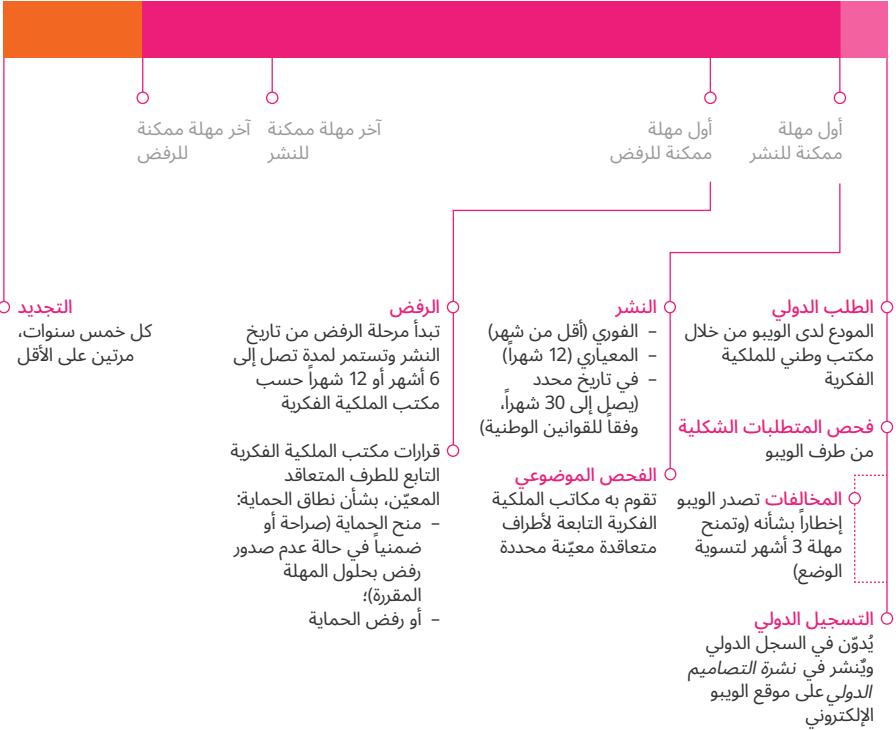 أول مهلة
ممكنة للنشر
أول مهلة
ممكنة للرفض
آخر مهلة ممكنة
للنشر
آخر مهلة ممكنة
للرفض
الطلب الدولي
المودع لدى الويبو من خلال
مكتب وطني للملكية
الفكرية
فحص المتطلبات الشكلية
من طرف الويبو
المخالفات تصدر الويبو
إخطاراً بشأنه (وتمنح
مهلة 3 أشهر لتسوية
الوضع)
التسجيل الدولي
يُدوّن في السجل الدولي
ويُنشر في نشرة التصاميم
الدولي على موقع الويبو
الإلكتروني
النشر
– الفوري (أقل من شهر)
– المعياري (12 شهراً)
– في تاريخ محدد
(يصل إلى 30 شهراً،
وفقاً للقوانين الوطنية)
الفحص الموضوعي
تقوم به مكاتب الملكية
الفكرية التابعة لأطراف
متعاقدة معيّنة محددة
الرفض
تبدأ مرحلة الرفض من تاريخ
النشر وتستمر لمدة تصل إلى
6 أشهر أو 12 شهراً حسب
مكتب الملكية الفكرية
قرارات مكتب الملكية الفكرية
التابع للطرف المتعاقد
المعيّن، بشأن نطاق الحماية:
– منح الحماية (صراحة أو
ضمنياً في حالة عدم صدور
رفض بحلول المهلة
المقررة)؛
– أو رفض الحماية
التجديد
كل خمس سنوات،
مرتين على الأقل